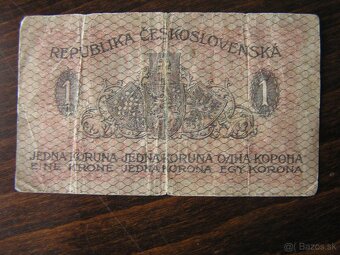 REPUBLIKA ČESKOSLOVENSKÁ
1 1
JEDNA KORUNA JEDNA KORUNA ОДНА КОРОНА
EINE KRONE JEDNA KORONA EGY KORONA
Bazos.sk